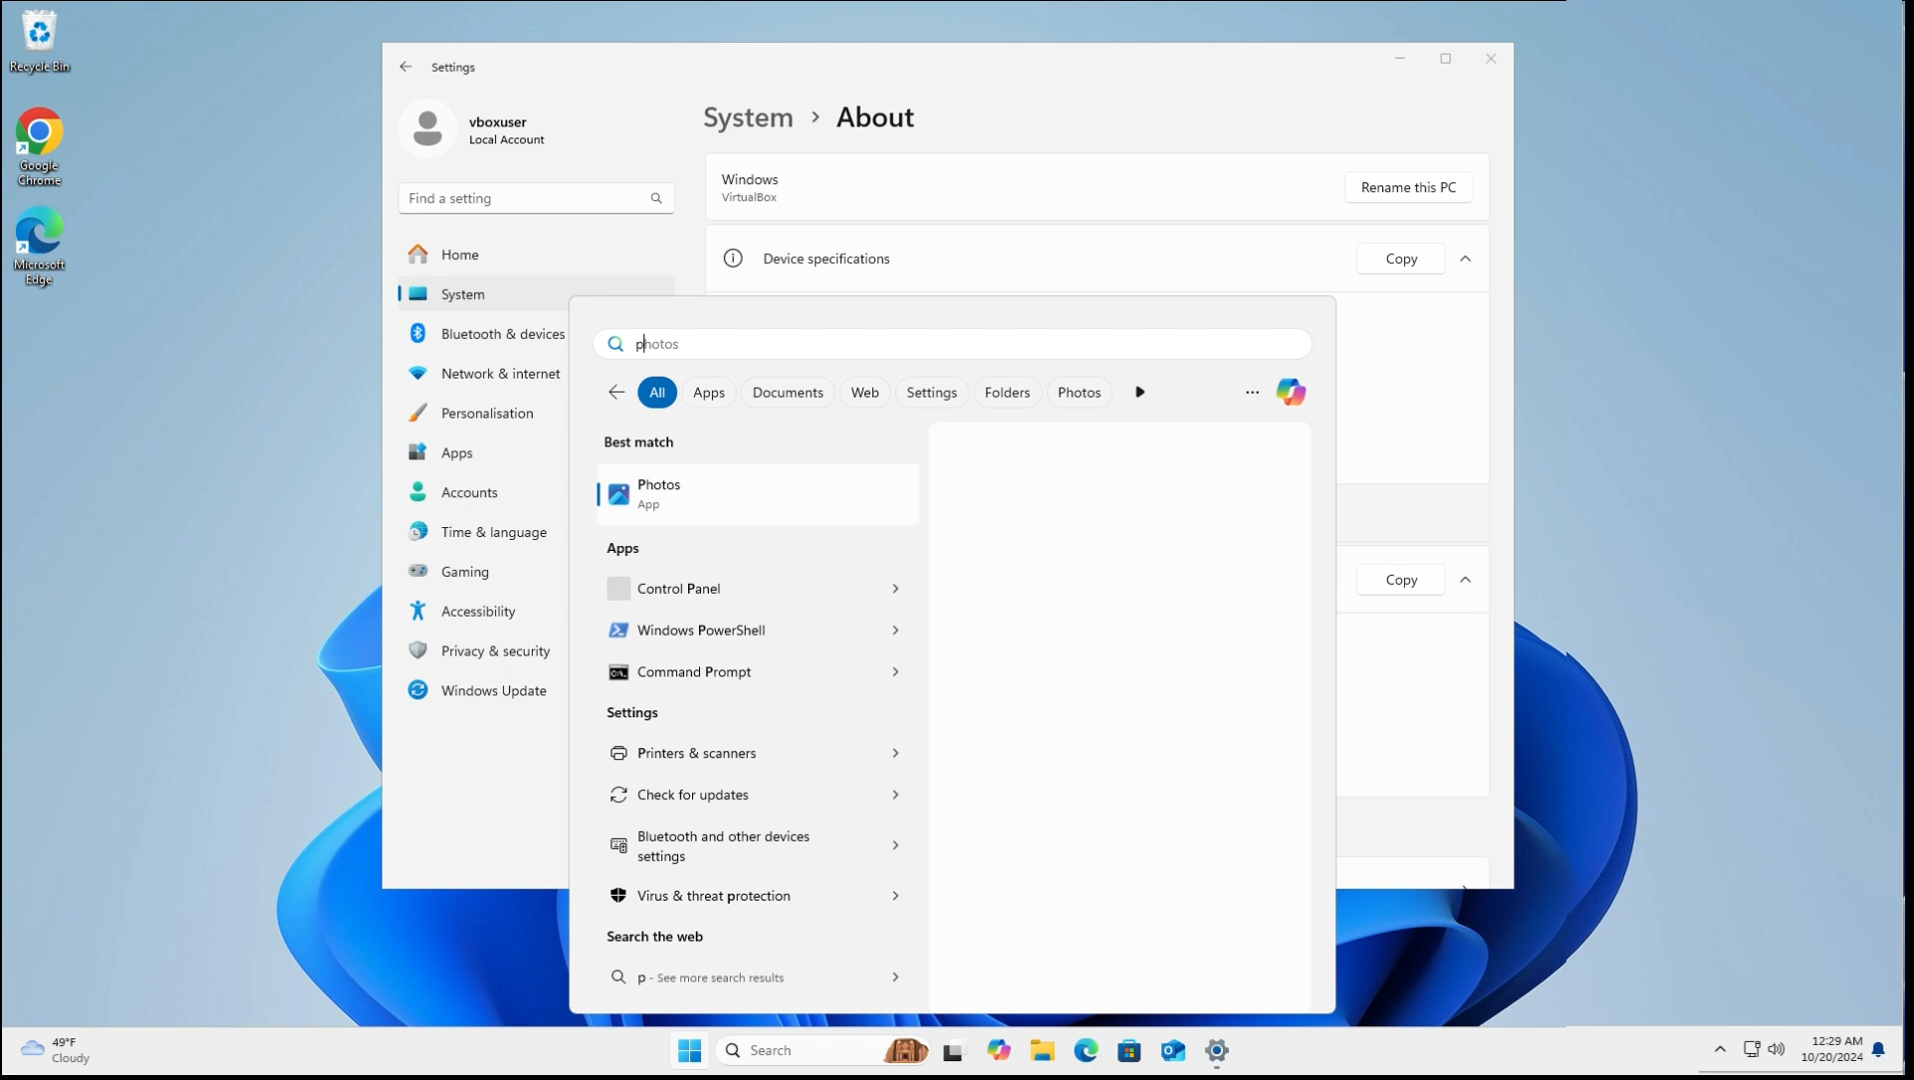 Recycle Bin
Google
Chrome
Microsoft
Edge
Settings
vboxuser
Local Account
Find a setting
Home
System
Bluetooth & devices
Network & internet
Personalisation
Apps
Accounts
Time & language
Gaming
Accessibility
Privacy & security
Windows Update
System > About
Windows
VirtualBox
Rename this PC
Device specifications
Copy
Copy
photos
All
Apps
Documents
Web
Settings
Folders
Photos
Best match
Photos
App
Apps
Control Panel
Windows PowerShell
Command Prompt
Settings
Printers & scanners
Check for updates
Bluetooth and other devices
settings
Virus & threat protection
Search the web
p - See more search results
49°F
Cloudy
Search
12:29 AM
10/20/2024